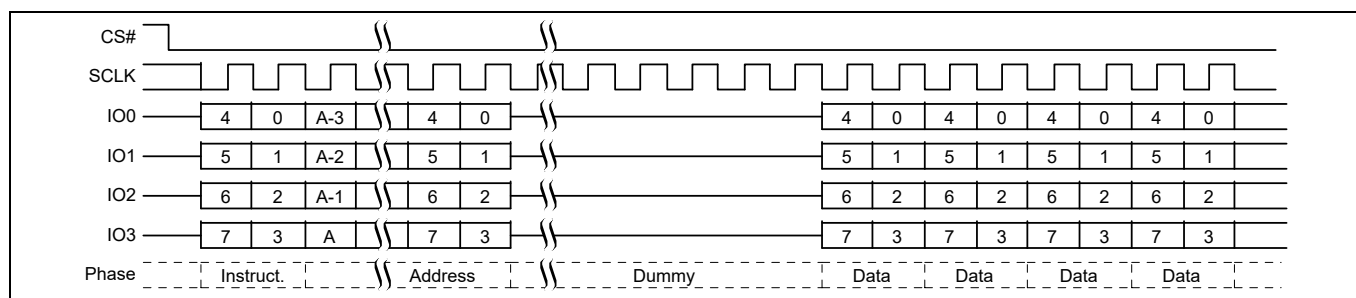 CS#
SCLK
IO0 4 0 A-3 4 0 4 0 4 0 4 0 4 0
IO1 5 1 A-2 5 1 5 1 5 1 5 1 5 1
IO2 6 2 A-1 6 2 6 2 6 2 6 2 6 2
IO3 7 3 A 7 3 7 3 7 3 7 3 7 3
Phase Instruct. Address Dummy Data Data Data Data